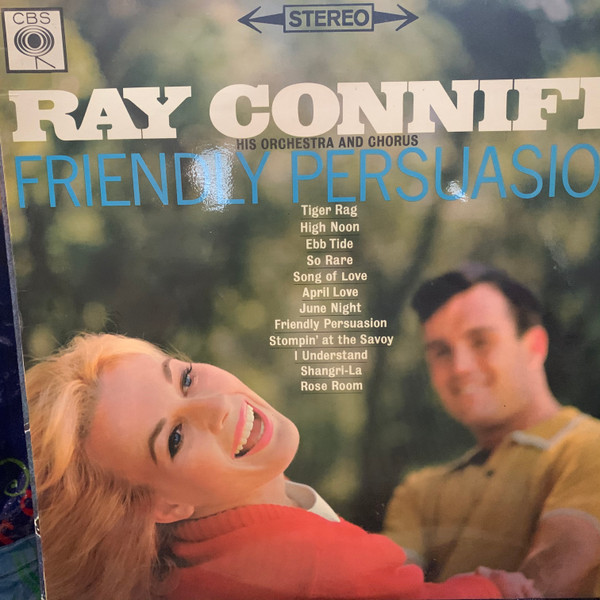 CBS
STEREO
RAY CONNIFF
HIS ORCHESTRA AND CHORUS
FRIENDLY PERSUASIO
Tiger Rag
High Noon
Ebb Tide
So Rare
Song of Love
April Love
June Night
Friendly Persuasion
Stompin' at the Savoy
I Understand
Shangri-La
Rose Room